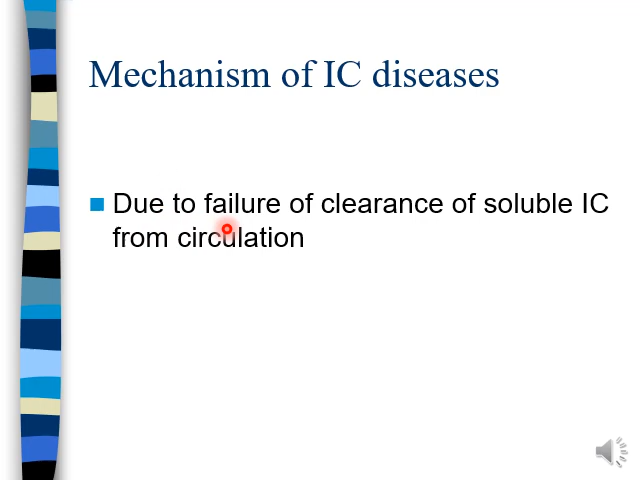 Mechanism of IC diseases
Due to failure of clearance of soluble IC
from circulation